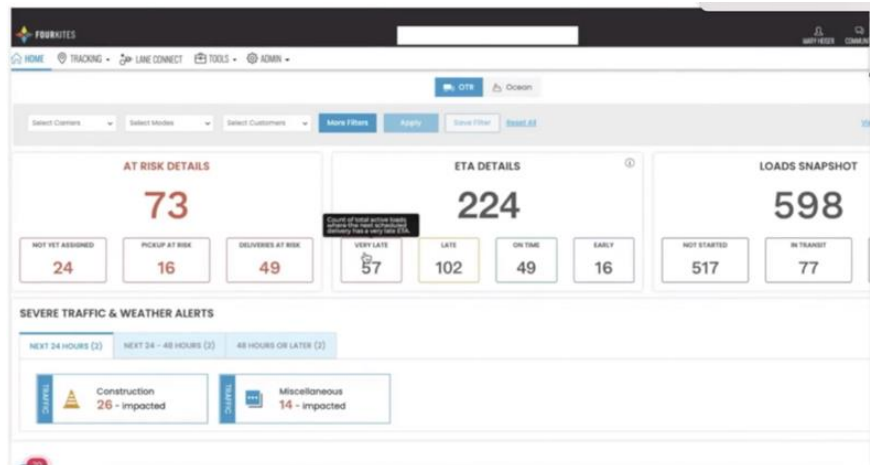 FOURKITES
MARY HEISER
HOME TRACKING LANE CONNECT TOOLS ADMIN
OTR Ocean
Select Carriers Select Modes Select Customers More Filters Apply Save Filter Reset All
AT RISK DETAILS
73
NOT YET ASSIGNED
24
PICKUP AT RISK
16
DELIVERIES AT RISK
49
ETA DETAILS
224
Count of total active loads
where the next scheduled
delivery has a very late ETA.
VERY LATE
57
LATE
102
ON TIME
49
EARLY
16
LOADS SNAPSHOT
598
NOT STARTED
517
IN TRANSIT
77
SEVERE TRAFFIC & WEATHER ALERTS
NEXT 24 HOURS (2) NEXT 24 - 48 HOURS (2) 48 HOURS OR LATER (2)
TRAFFIC
Construction
26 - impacted
TRAFFIC
Miscellaneous
14 - impacted